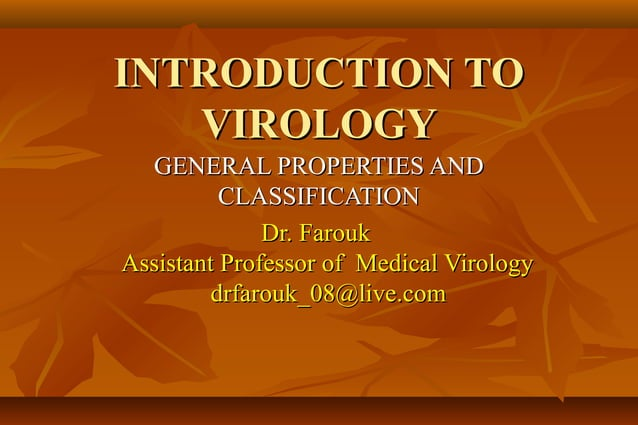 INTRODUCTION TO
VIROLOGY
GENERAL PROPERTIES AND
CLASSIFICATION
Dr. Farouk
Assistant Professor of Medical Virology
drfarouk_08@live.com